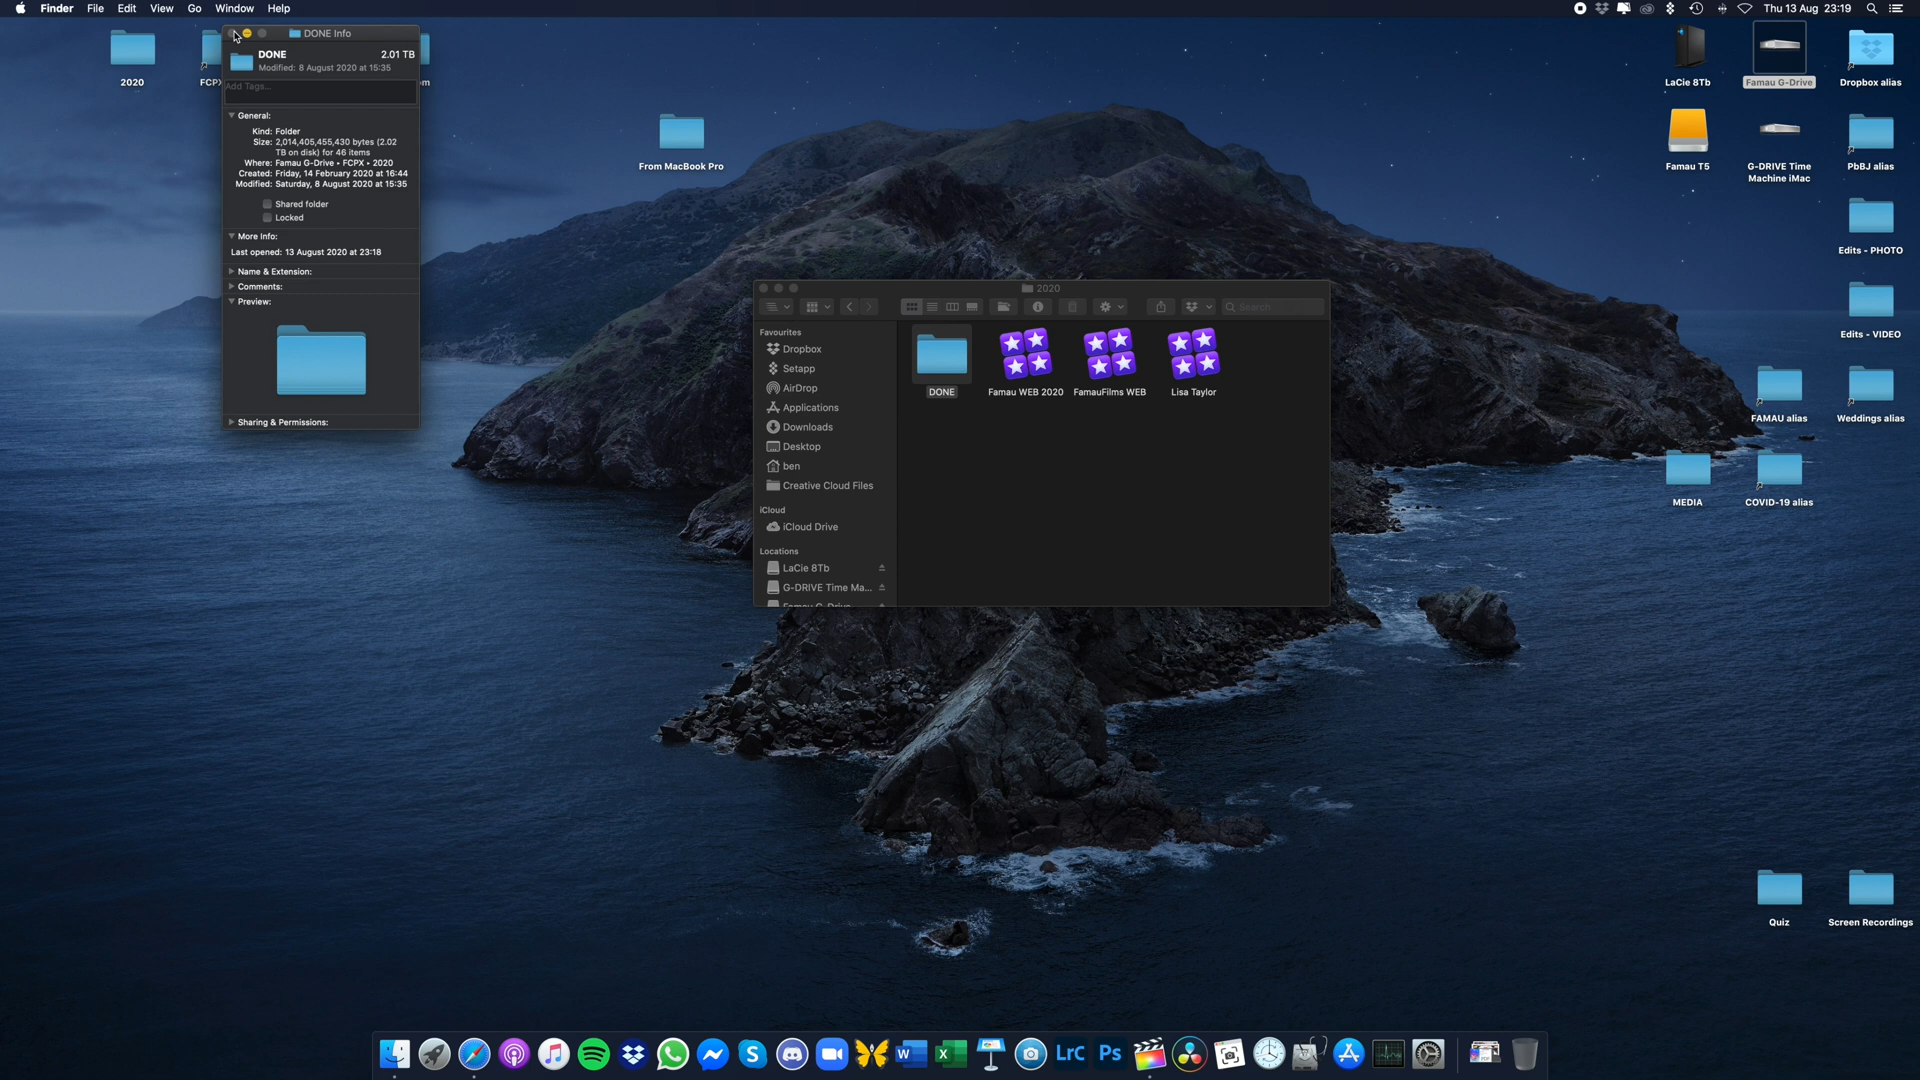 Finder File Edit View Go Window Help
Thu 13 Aug 23:19
DONE Info
DONE 2.01 TB
Modified: 8 August 2020 at 15:35
Add Tags...
General:
Kind: Folder
Size: 2,014,405,455,430 bytes (2.02
TB on disk) for 46 items
Where: Famau G-Drive ▸ FCPX ▸ 2020
Created: Friday, 14 February 2020 at 16:44
Modified: Saturday, 8 August 2020 at 15:35
Shared folder
Locked
More Info:
Last opened: 13 August 2020 at 23:18
Name & Extension:
Comments:
Preview:
Sharing & Permissions:
2020
FCPX
om
From MacBook Pro
2020
Search
Favourites
Dropbox
Setapp
AirDrop
Applications
Downloads
Desktop
ben
Creative Cloud Files
iCloud
iCloud Drive
Locations
LaCie 8Tb
G-DRIVE Time Ma...
Famau G-Drive
DONE
Famau WEB 2020
FamauFilms WEB
Lisa Taylor
LaCie 8Tb
Famau G-Drive
Dropbox alias
Famau T5
G-DRIVE Time
Machine iMac
PbBJ alias
Edits - PHOTO
Edits - VIDEO
FAMAU alias
Weddings alias
MEDIA
COVID-19 alias
Quiz
Screen Recordings
W
X
LrC
Ps